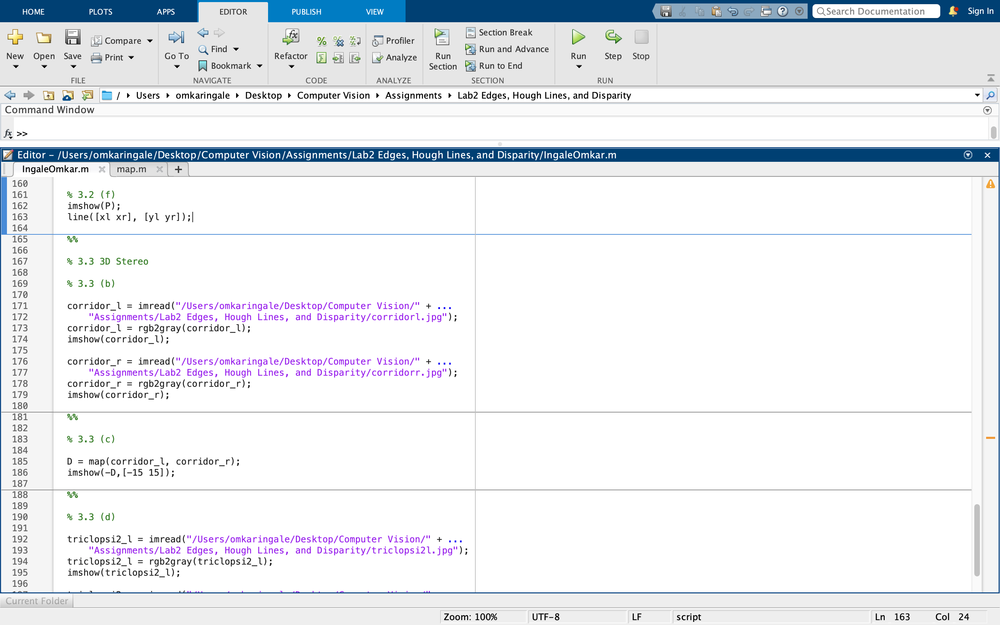 HOME PLOTS APPS EDITOR PUBLISH VIEW Search Documentation Sign In
New Open Save Compare Print FILE
Go To Find Bookmark NAVIGATE
Refactor CODE
Profiler Analyze ANALYZE
Run Section Section Break Run and Advance Run to End SECTION
Run Step Stop RUN
/ Users omkaringale Desktop Computer Vision Assignments Lab2 Edges, Hough Lines, and Disparity
Command Window
fx >>
Editor – /Users/omkaringale/Desktop/Computer Vision/Assignments/Lab2 Edges, Hough Lines, and Disparity/IngaleOmkar.m
IngaleOmkar.m map.m +
160
161 % 3.2 (f)
162 imshow(P);
163 line([xl xr], [yl yr]);
164
165 %%
166
167 % 3.3 3D Stereo
168
169 % 3.3 (b)
170
171 corridor_l = imread("/Users/omkaringale/Desktop/Computer Vision/" + ...
172 "Assignments/Lab2 Edges, Hough Lines, and Disparity/corridorl.jpg");
173 corridor_l = rgb2gray(corridor_l);
174 imshow(corridor_l);
175
176 corridor_r = imread("/Users/omkaringale/Desktop/Computer Vision/" + ...
177 "Assignments/Lab2 Edges, Hough Lines, and Disparity/corridorr.jpg");
178 corridor_r = rgb2gray(corridor_r);
179 imshow(corridor_r);
180
181 %%
182
183 % 3.3 (c)
184
185 D = map(corridor_l, corridor_r);
186 imshow(-D,[-15 15]);
187
188 %%
189
190 % 3.3 (d)
191
192 triclopsi2_l = imread("/Users/omkaringale/Desktop/Computer Vision/" + ...
193 "Assignments/Lab2 Edges, Hough Lines, and Disparity/triclopsi2l.jpg");
194 triclopsi2_l = rgb2gray(triclopsi2_l);
195 imshow(triclopsi2_l);
196
Current Folder
Zoom: 100% UTF-8 LF script Ln 163 Col 24